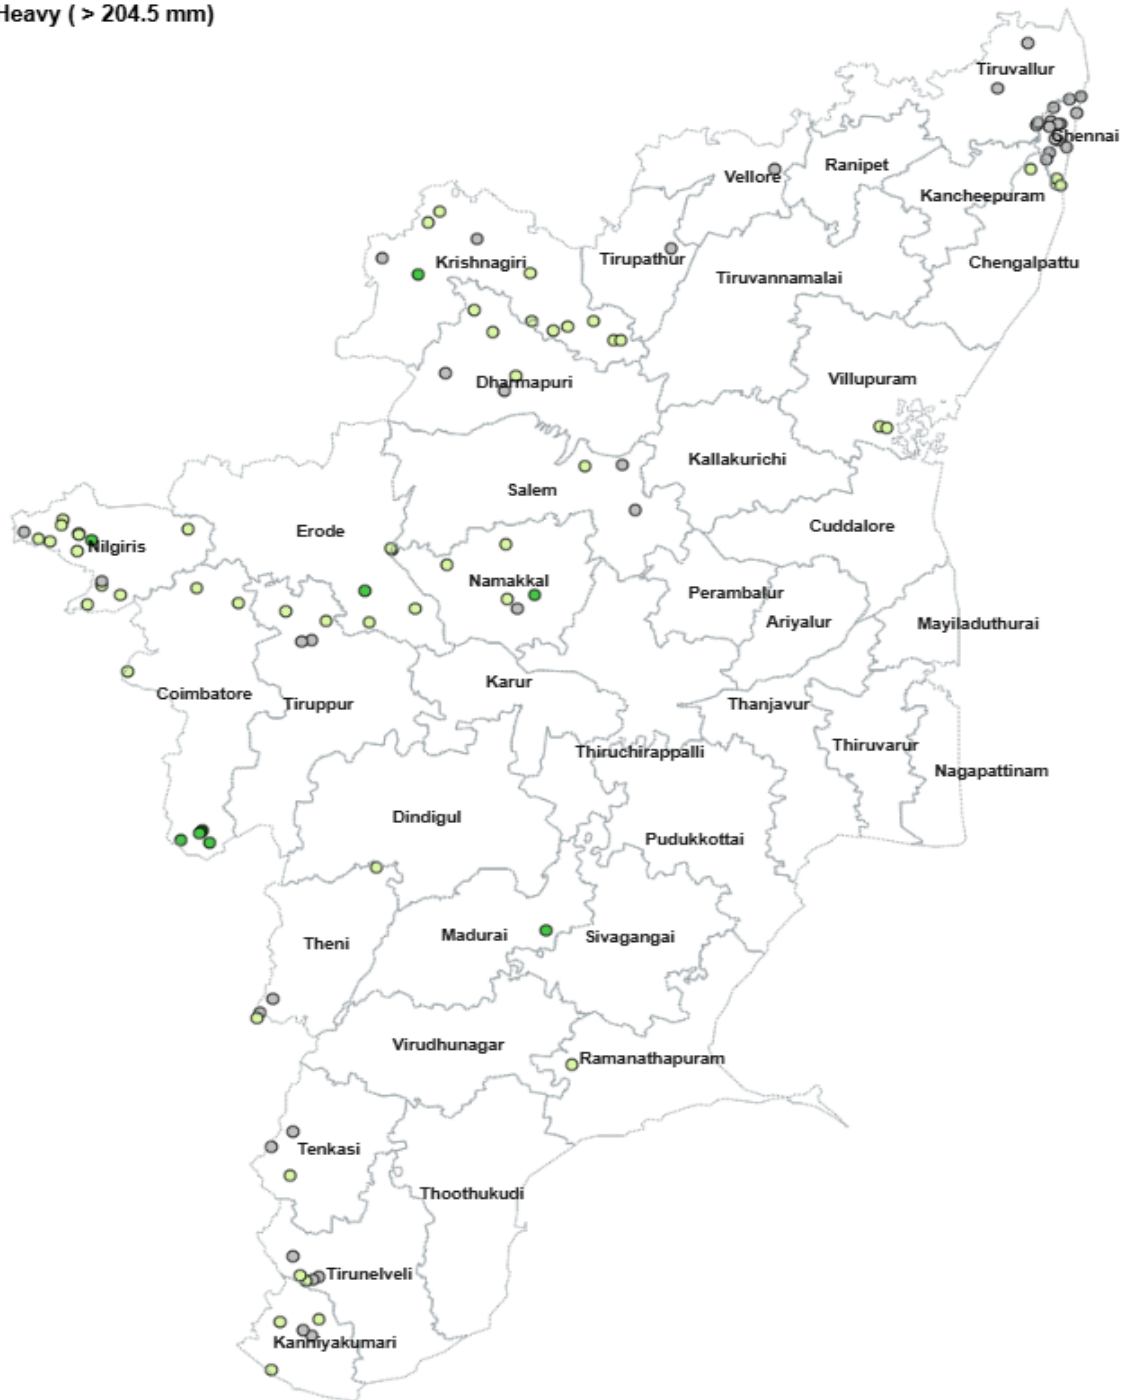 Heavy ( > 204.5 mm)
Tiruvallur
Chennai
Ranipet
Vellore
Kancheepuram
Tirupathur
Krishnagiri
Chengalpattu
Tiruvannamalai
Villupuram
Dharmapuri
Kallakurichi
Salem
Cuddalore
Erode
Nilgiris
Namakkal
Perambalur
Ariyalur
Mayiladuthurai
Karur
Coimbatore
Tiruppur
Thanjavur
Thiruvarur
Thiruchirappalli
Nagapattinam
Dindigul
Pudukkottai
Madurai
Sivagangai
Theni
Virudhunagar
Ramanathapuram
Tenkasi
Thoothukudi
Tirunelveli
Kanniyakumari